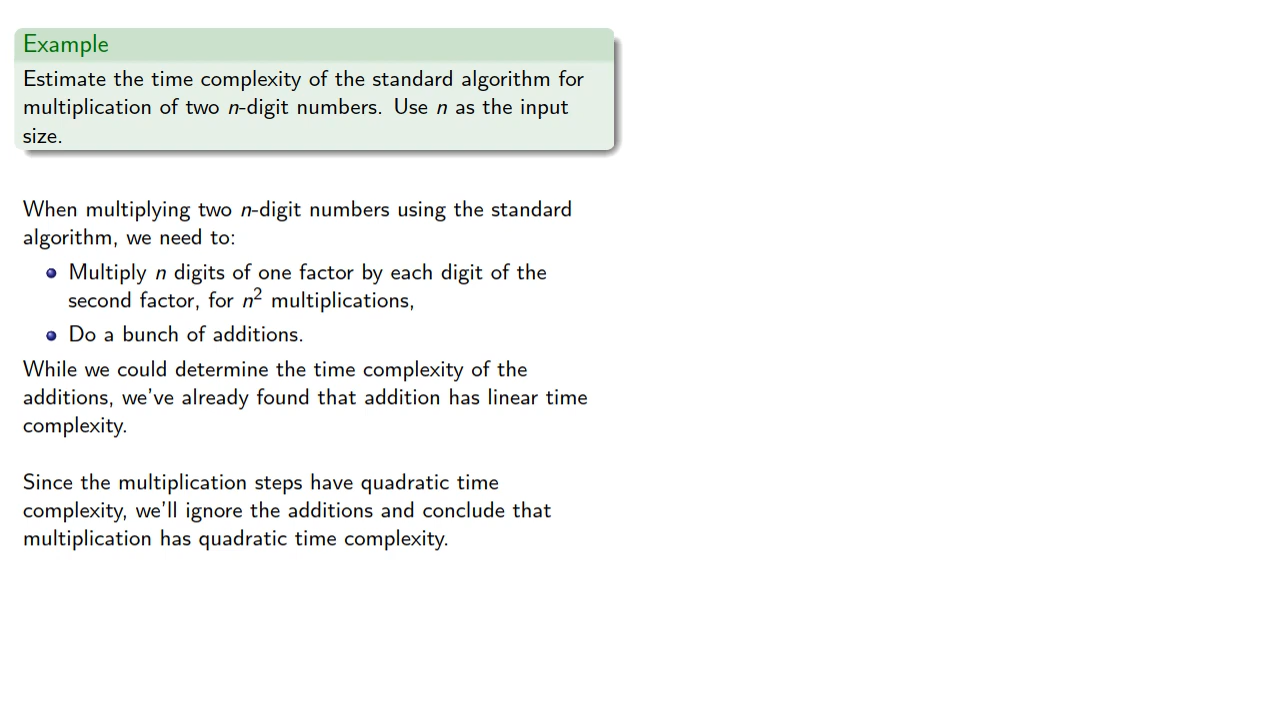 Example
Estimate the time complexity of the standard algorithm for
multiplication of two n-digit numbers. Use n as the input
size.
When multiplying two n-digit numbers using the standard
algorithm, we need to:
Multiply n digits of one factor by each digit of the
second factor, for n² multiplications,
Do a bunch of additions.
While we could determine the time complexity of the
additions, we've already found that addition has linear time
complexity.
Since the multiplication steps have quadratic time
complexity, we'll ignore the additions and conclude that
multiplication has quadratic time complexity.